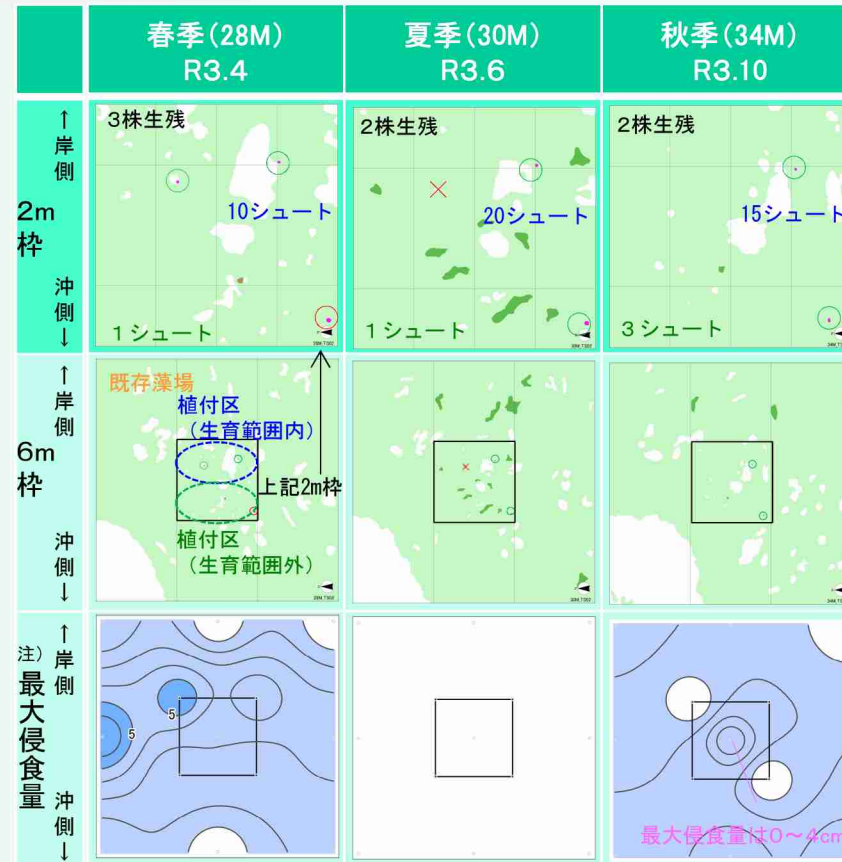 春季(28M)
R3.4
夏季(30M)
R3.6
秋季(34M)
R3.10
2m
枠
↑
岸
側
沖
側
↓
3株生残
10シュート
1シュート
2株生残
20シュート
1シュート
2株生残
15シュート
3シュート
6m
枠
↑
岸
側
沖
側
↓
既存藻場
植付区
(生育範囲内)
上記2m枠
植付区
(生育範囲外)
注)
最大侵食量
↑
岸
側
沖
側
↓
5
5
最大侵食量は0~4cm